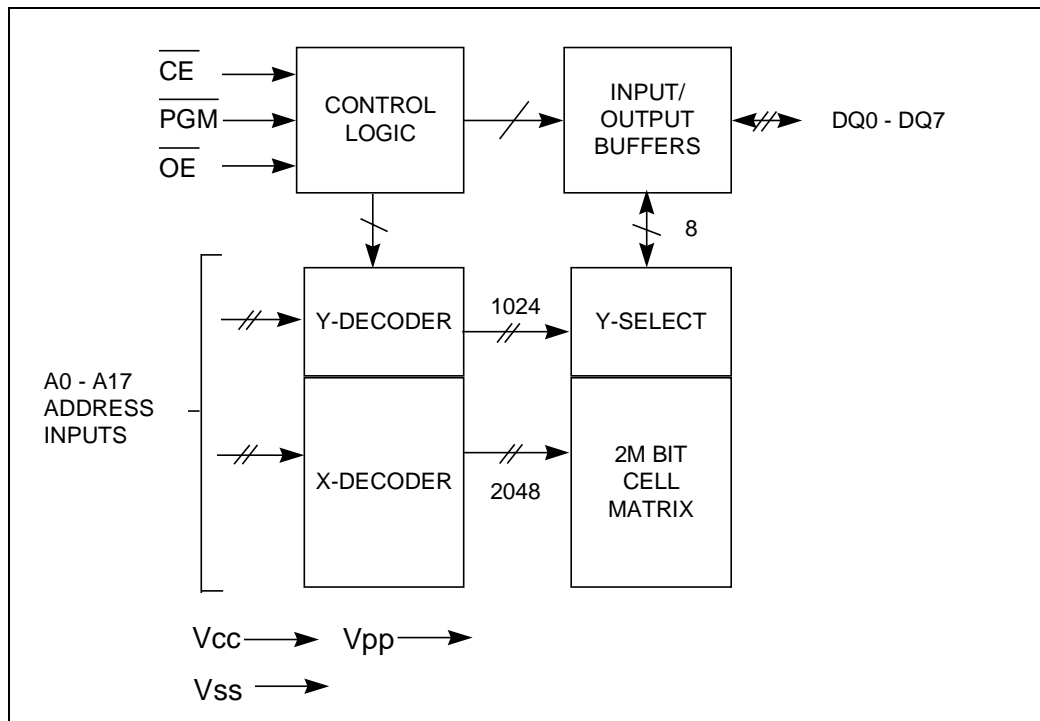 CE
PGM
OE
CONTROL
LOGIC
INPUT/
OUTPUT
BUFFERS
DQ0 - DQ7
8
A0 - A17
ADDRESS
INPUTS
Y-DECODER
1024
Y-SELECT
X-DECODER
2048
2M BIT
CELL
MATRIX
Vcc
Vpp
Vss